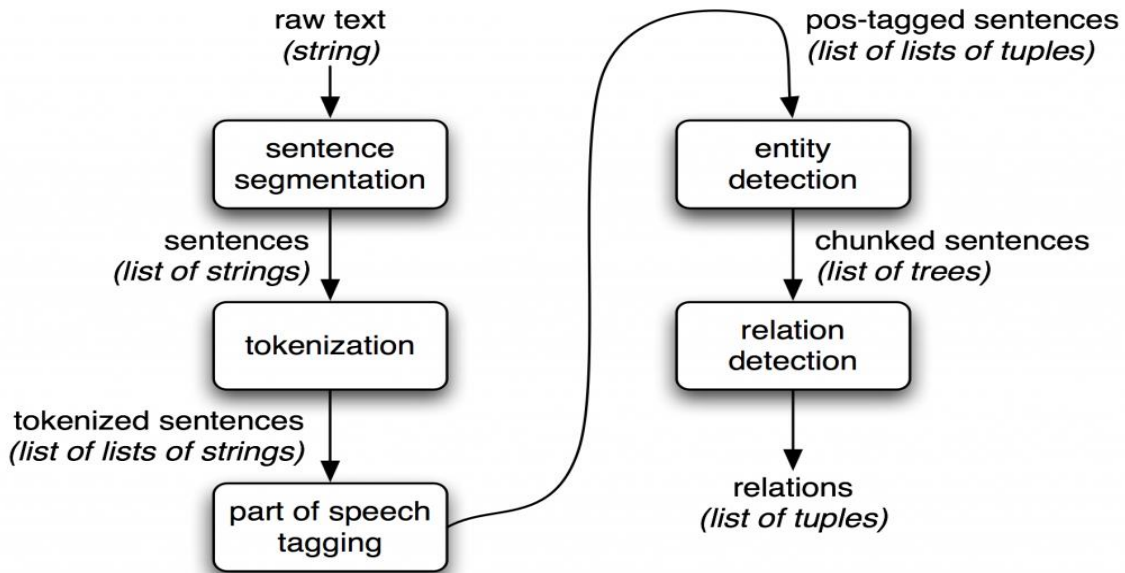 raw text
(string)
sentence
segmentation
sentences
(list of strings)
tokenization
tokenized sentences
(list of lists of strings)
part of speech
tagging
pos-tagged sentences
(list of lists of tuples)
entity
detection
chunked sentences
(list of trees)
relation
detection
relations
(list of tuples)